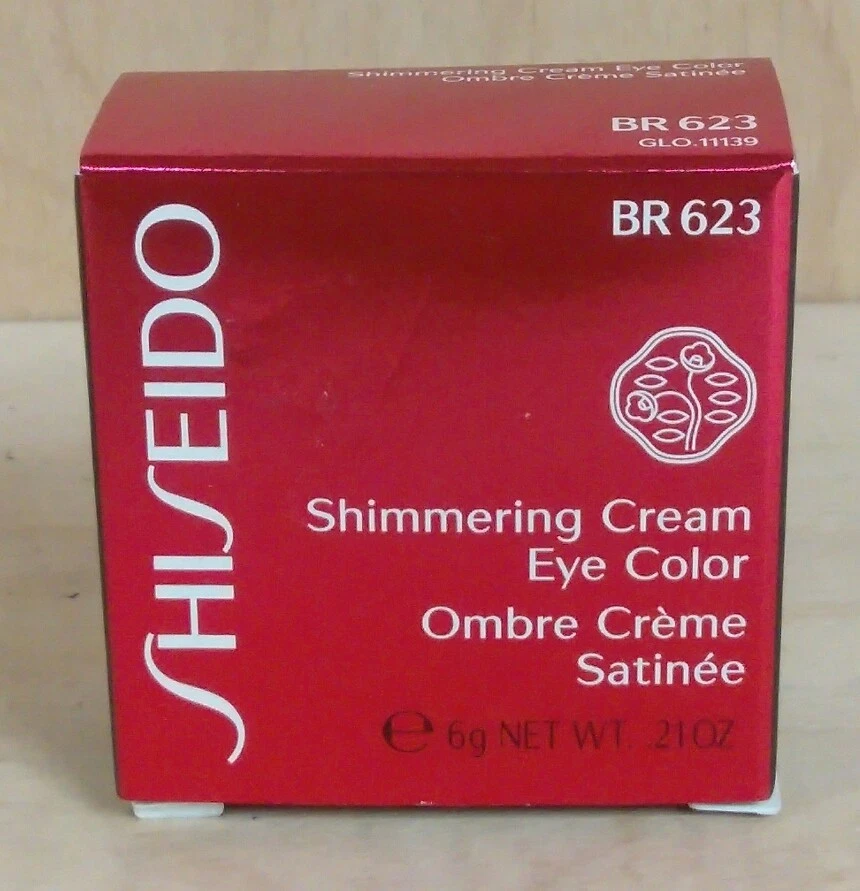 Shimmering Cream Eye Color
Ombre Crème Satinée
BR 623
GLO.11139
BR 623
SHISEIDO
Shimmering Cream
Eye Color
Ombre Crème
Satinée
℮ 6g NET WT. .21OZ